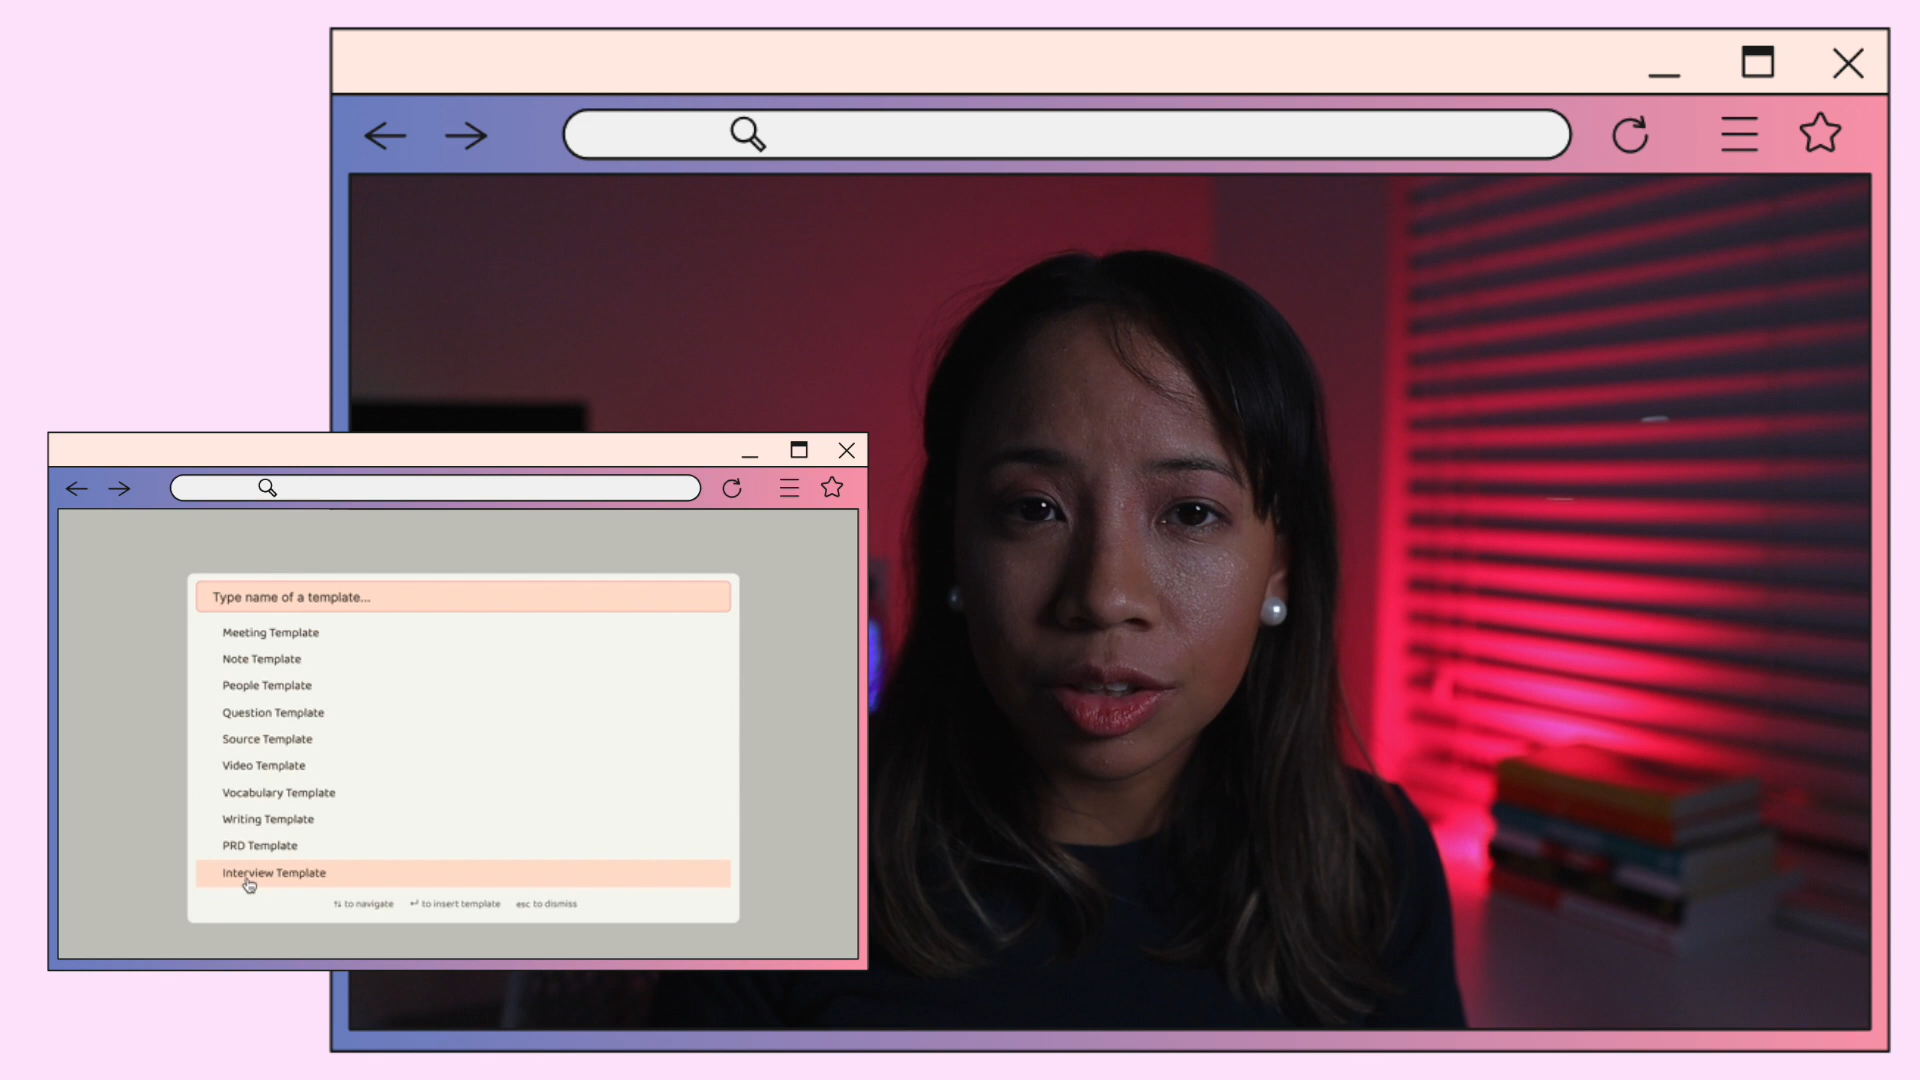 Type name of a template...
Meeting Template
Note Template
People Template
Question Template
Source Template
Video Template
Vocabulary Template
Writing Template
PRD Template
Interview Template
⇅ to navigate ↵ to insert template esc to dismiss